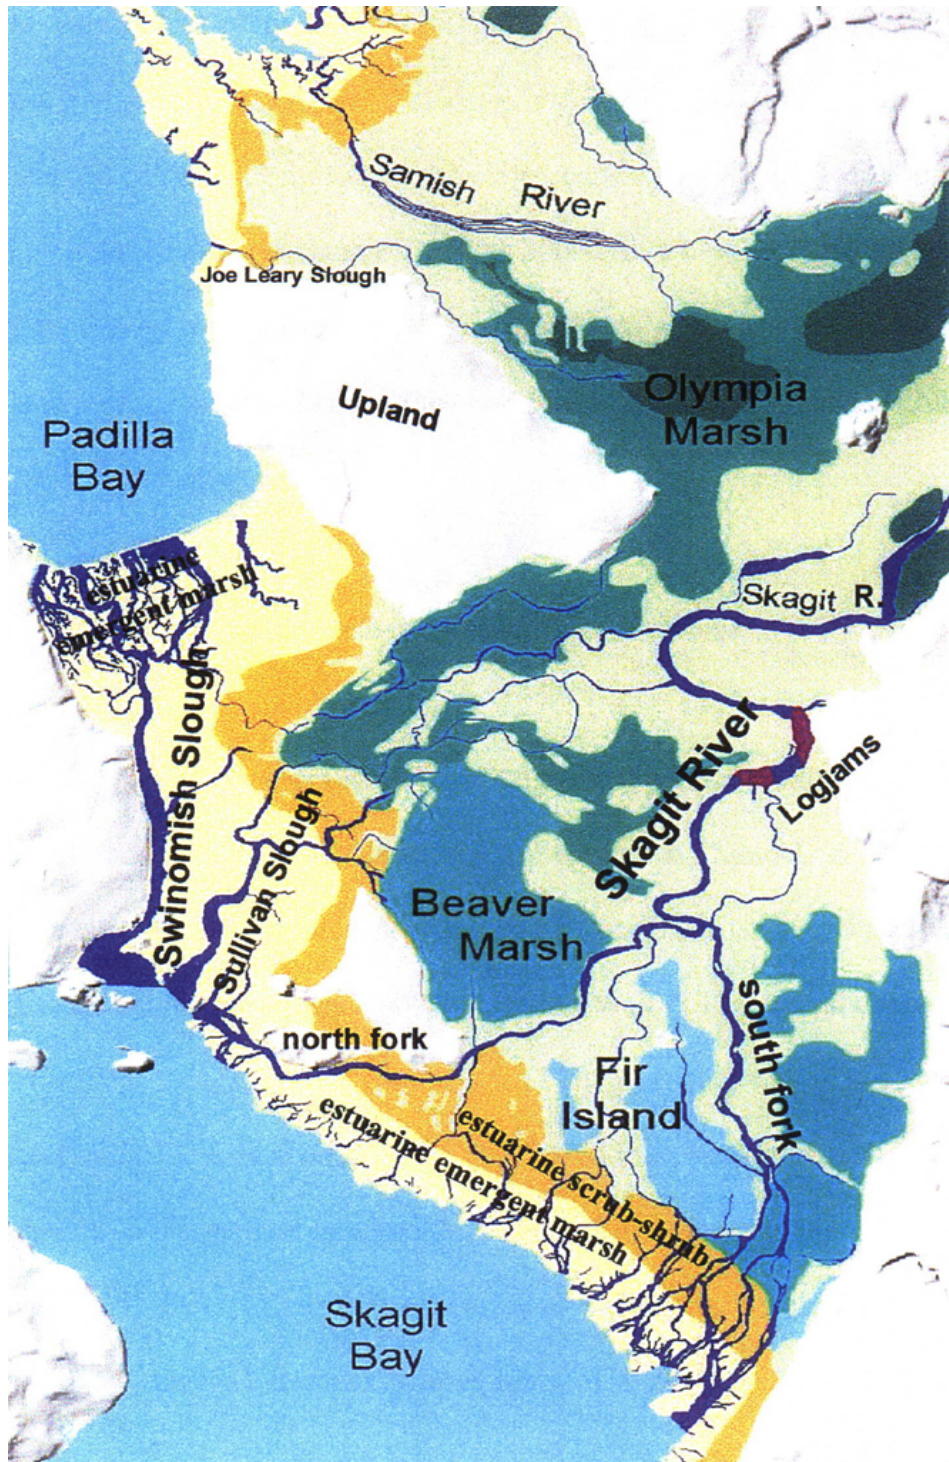 Samish River
Joe Leary Slough
Upland
Olympia
Marsh
Padilla
Bay
estuarine
emergent marsh
Skagit R.
Swinomish Slough
Skagit River
Logjams
Sullivan Slough
Beaver
Marsh
north fork
south fork
Fir
Island
estuarine scrub-shrub
estuarine emergent marsh
Skagit
Bay